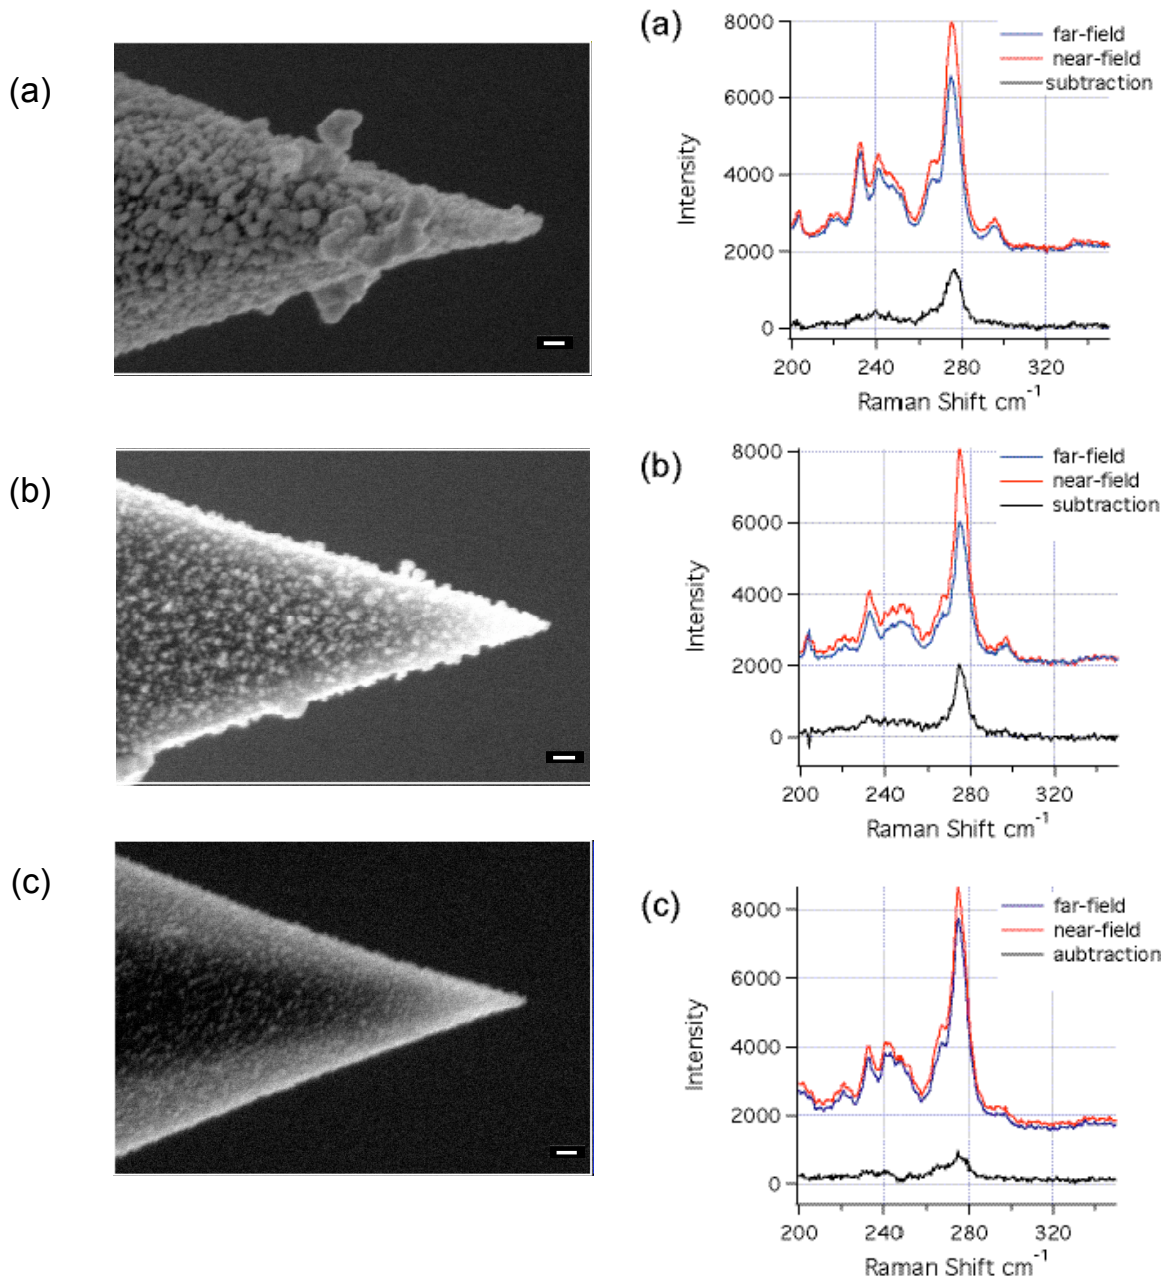 (a)
(a)
8000
6000
4000
2000
0
Intensity
far-field
near-field
subtraction
200
240
280
320
Raman Shift cm-1
(b)
(b)
8000
6000
4000
2000
0
Intensity
far-field
near-field
subtraction
200
240
280
320
Raman Shift cm-1
(c)
(c)
8000
6000
4000
2000
0
Intensity
far-field
near-field
aubtraction
200
240
280
320
Raman Shift cm-1